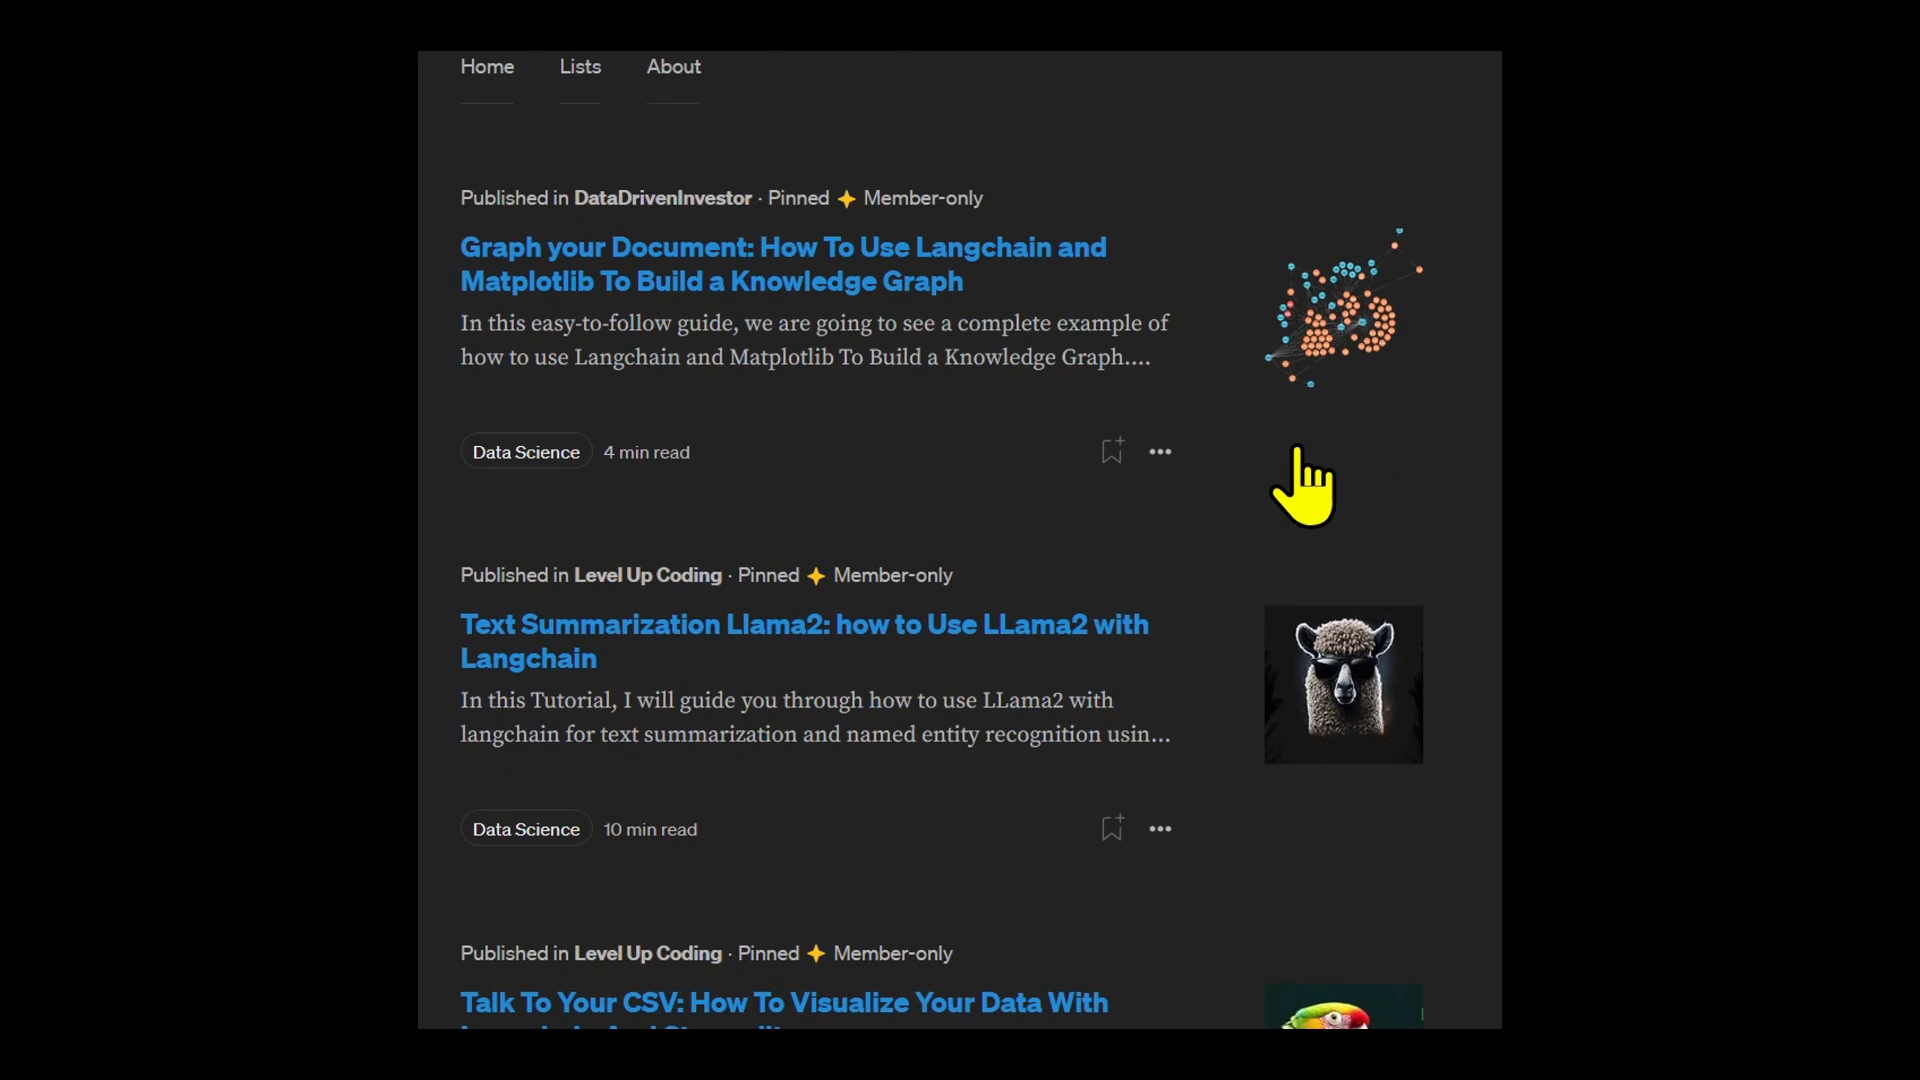 Home Lists About
Published in DataDrivenInvestor · Pinned Member-only
Graph your Document: How To Use Langchain and
Matplotlib To Build a Knowledge Graph
In this easy-to-follow guide, we are going to see a complete example of
how to use Langchain and Matplotlib To Build a Knowledge Graph....
Data Science 4 min read
Published in Level Up Coding · Pinned Member-only
Text Summarization Llama2: how to Use LLama2 with
Langchain
In this Tutorial, I will guide you through how to use LLama2 with
langchain for text summarization and named entity recognition usin...
Data Science 10 min read
Published in Level Up Coding · Pinned Member-only
Talk To Your CSV: How To Visualize Your Data With